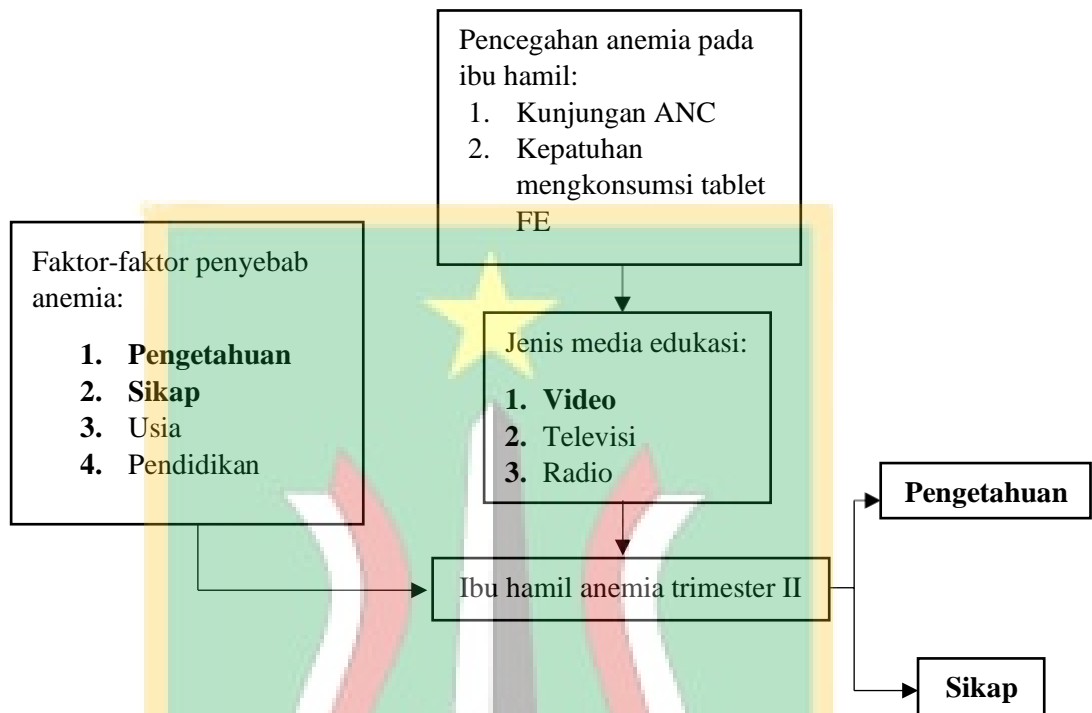 Pencegahan anemia pada
ibu hamil:
1. Kunjungan ANC
2. Kepatuhan
mengkonsumsi tablet
FE
Faktor-faktor penyebab
anemia:
1. Pengetahuan
2. Sikap
3. Usia
4. Pendidikan
Jenis media edukasi:
1. Video
2. Televisi
3. Radio
Ibu hamil anemia trimester II
Pengetahuan
Sikap